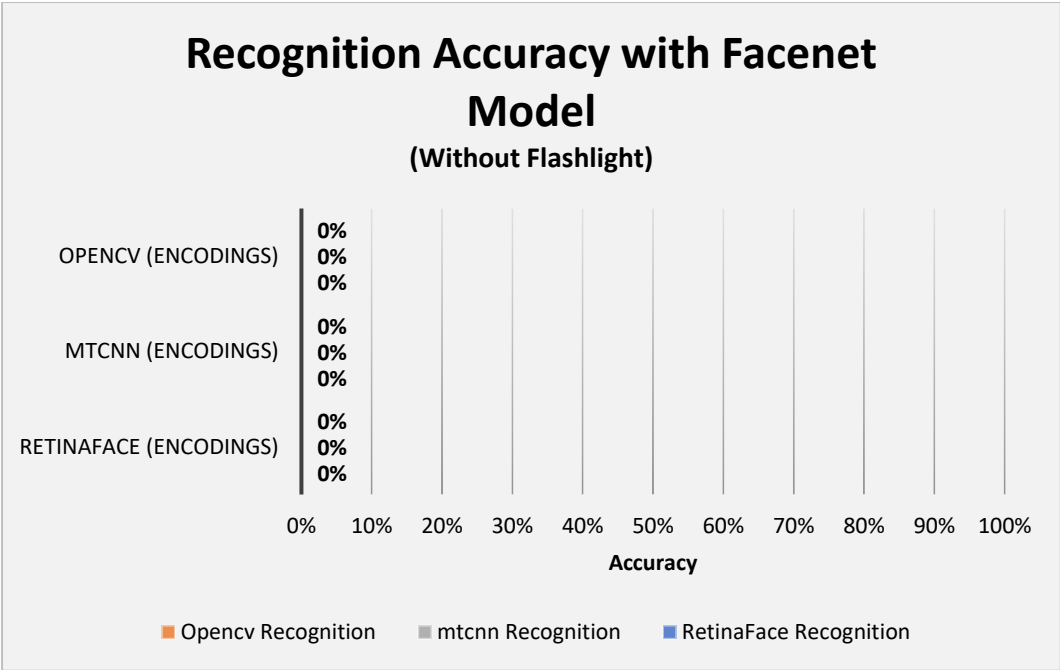 Recognition Accuracy with Facenet
Model
(Without Flashlight)
OPENCV (ENCODINGS)
0%
0%
0%
MTCNN (ENCODINGS)
0%
0%
0%
RETINAFACE (ENCODINGS)
0%
0%
0%
0% 10% 20% 30% 40% 50% 60% 70% 80% 90% 100%
Accuracy
Opencv Recognition mtcnn Recognition RetinaFace Recognition